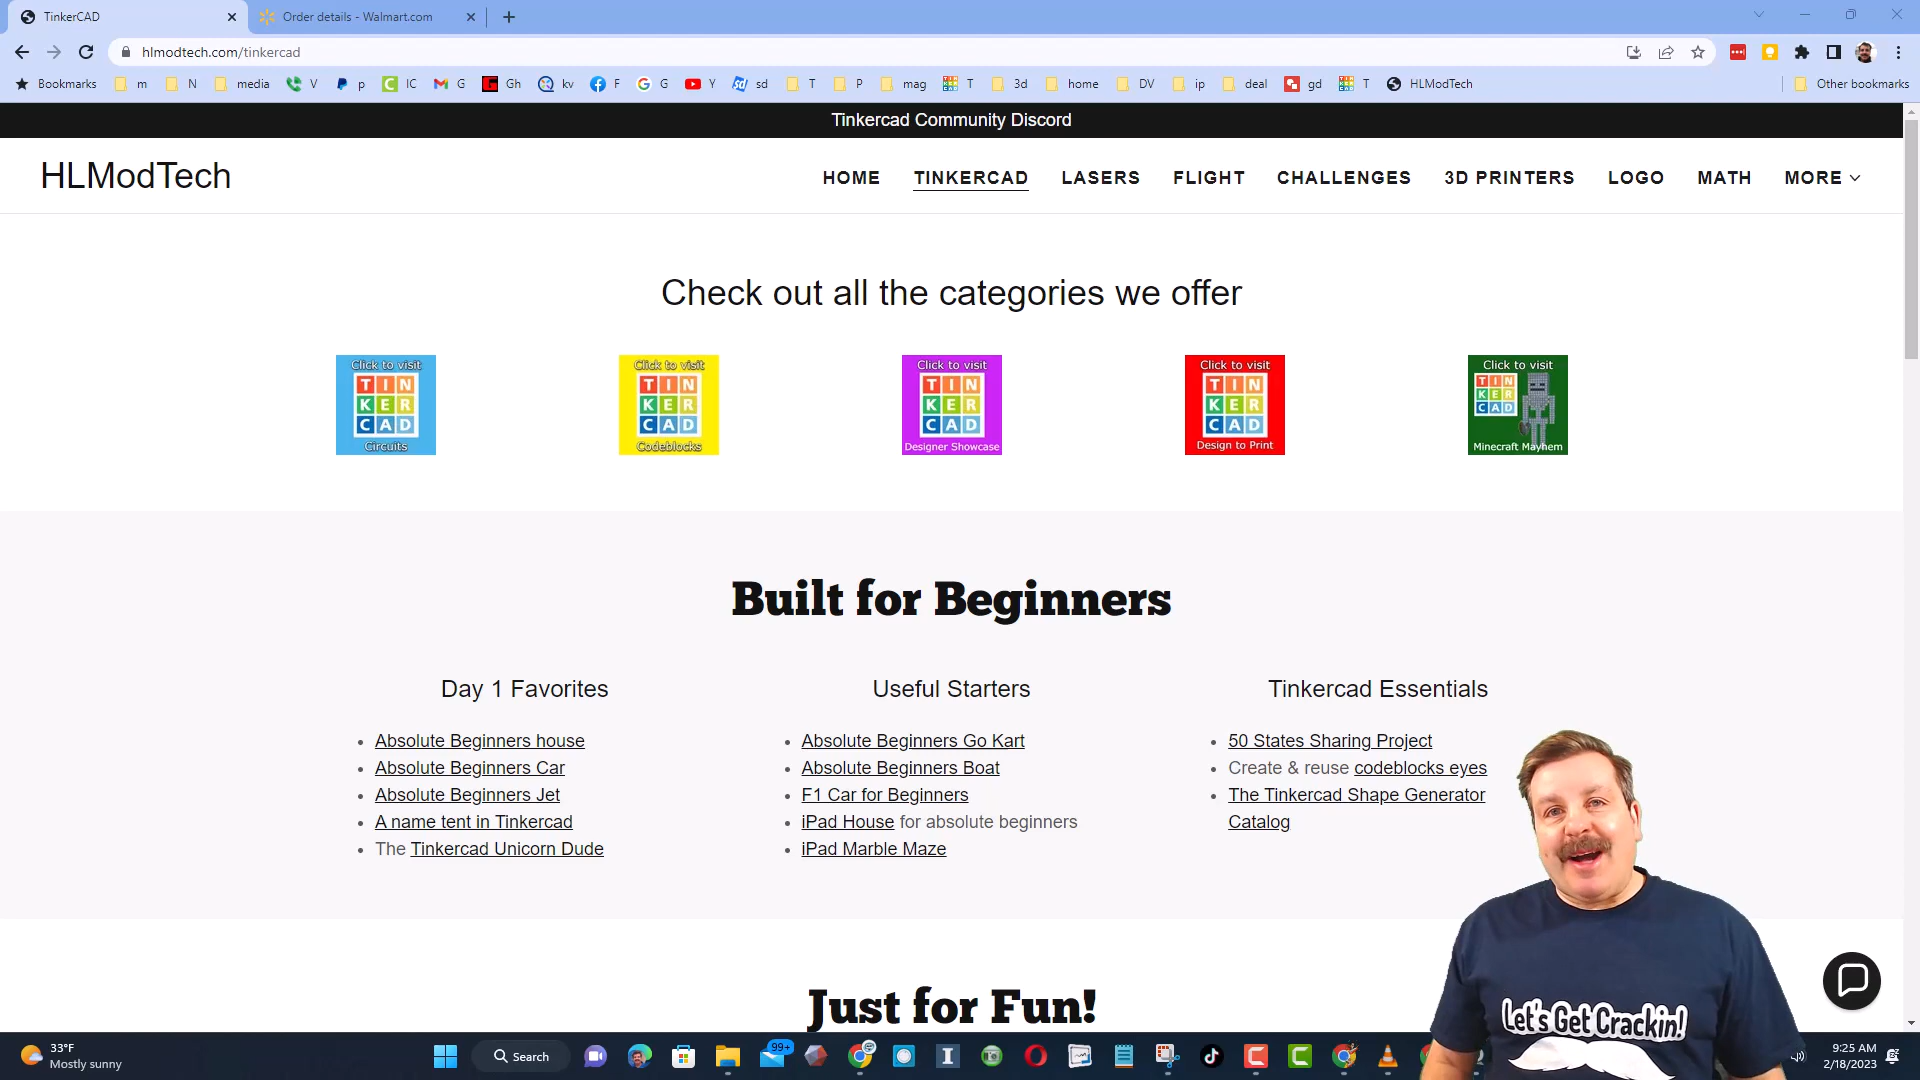 TinkerCAD
Order details - Walmart.com
hlmodtech.com/tinkercad
Bookmarks m N media V p IC G Gh kv F G Y sd T P mag T 3d home DV ip deal gd T HLModTech Other bookmarks
Tinkercad Community Discord
HLModTech
HOME TINKERCAD LASERS FLIGHT CHALLENGES 3D PRINTERS LOGO MATH MORE
Check out all the categories we offer
Click to visit
TIN
KER
CAD
Circuits
Click to visit
TIN
KER
CAD
Codeblocks
Click to visit
TIN
KER
CAD
Designer Showcase
Click to visit
TIN
KER
CAD
Design to Print
Click to visit
TIN
KER
CAD
Minecraft Mayhem
Built for Beginners
Day 1 Favorites
Absolute Beginners house
Absolute Beginners Car
Absolute Beginners Jet
A name tent in Tinkercad
The Tinkercad Unicorn Dude
Useful Starters
Absolute Beginners Go Kart
Absolute Beginners Boat
F1 Car for Beginners
iPad House for absolute beginners
iPad Marble Maze
Tinkercad Essentials
50 States Sharing Project
Create & reuse codeblocks eyes
The Tinkercad Shape Generator
Catalog
Just for Fun!
Let's Get Crackin!
33°F
Mostly sunny
Search
99+
9:25 AM
2/18/2023